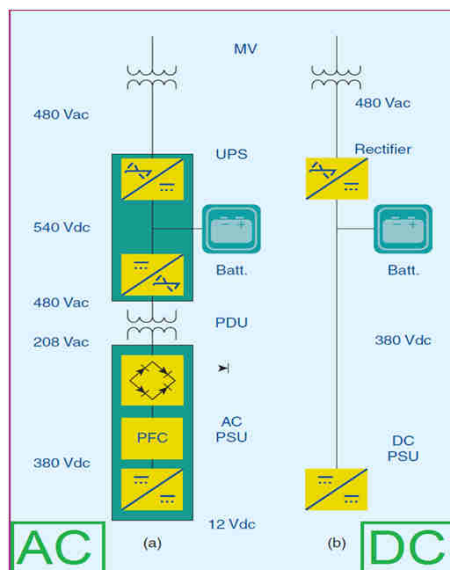 MV
480 Vac
480 Vac
UPS
Rectifier
540 Vdc
Batt.
Batt.
480 Vac
PDU
208 Vac
380 Vdc
AC
PSU
PFC
DC
PSU
380 Vdc
12 Vdc
AC
(a)
(b)
DC